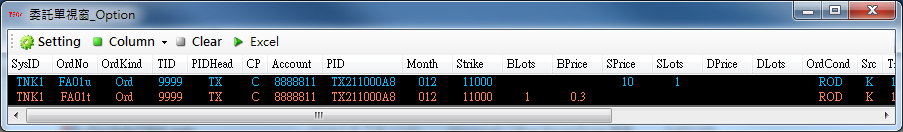 委託單視窗_Option
Setting Column Clear Excel
SysID OrdNo OrdKind TID PIDHead CP Account PID Month Strike BLots BPrice SPrice SLots DPrice DLots OrdCond Src
TNK1 FA01u Ord 9999 TX C 8888811 TX211000A8 012 11000 10 1 ROD K
TNK1 FA01t Ord 9999 TX C 8888811 TX211000A8 012 11000 1 0.3 ROD K